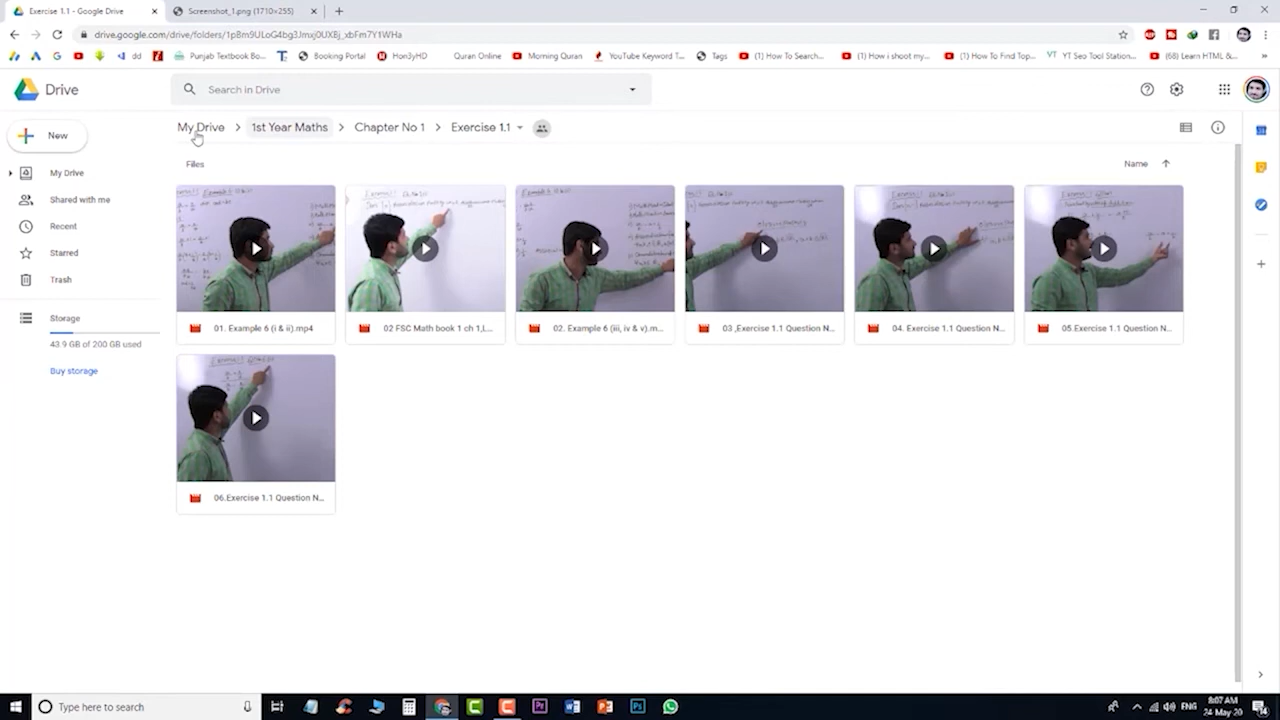 Exercise 1.1 - Google Drive
Screenshot_1.png (1710×255)
dd
Punjab Textbook Bo...
Booking Portal
Hon3yHD
Quran Online
Morning Quran
YouTube Keyword T...
Tags
(1) How To Search...
(1) How i shoot my...
(1) How To Find Top...
YT Seo Tool Station...
(68) Learn HTML &...
Drive
Search in Drive
New
My Drive
1st Year Maths
Chapter No 1
Exercise 1.1
Files
Name
My Drive
Shared with me
Recent
Starred
Trash
Storage
43.9 GB of 200 GB used
Buy storage
01. Example 6 (i & ii).mp4
02 FSC Math book 1 ch 1,L...
02. Example 6 (iii, iv & v).m...
03 ,Exercise 1.1 Question N...
04. Exercise 1.1 Question N...
05.Exercise 1.1 Question N...
06.Exercise 1.1 Question N...
Type here to search
ENG
8:07 AM
24-May-20